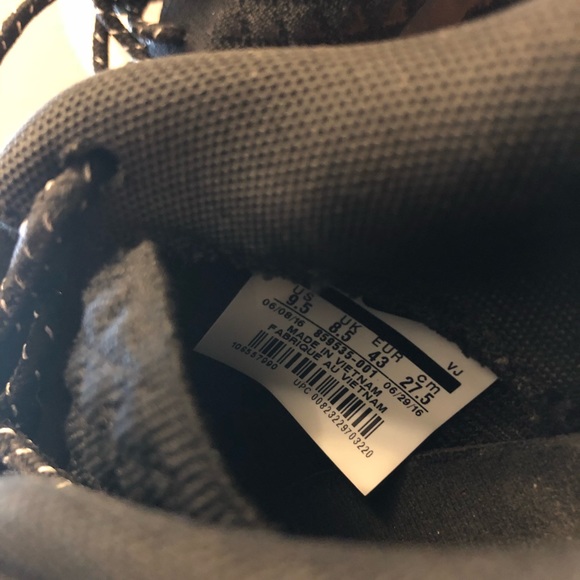 US UK EUR cm VJ
9.5 8.5 43 27.5
06/08/16 859535-001 06/29/16
MADE IN VIETNAM
FABRIQUE AU VIETNAM
104557990
UPC:00823229703220